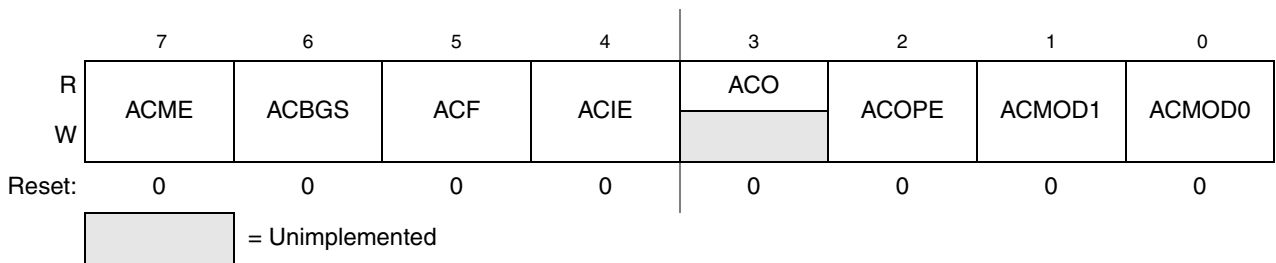 7 6 5 4 3 2 1 0
R ACO
ACME ACBGS ACF ACIE ACOPE ACMOD1 ACMOD0
W
Reset: 0 0 0 0 0 0 0 0
= Unimplemented